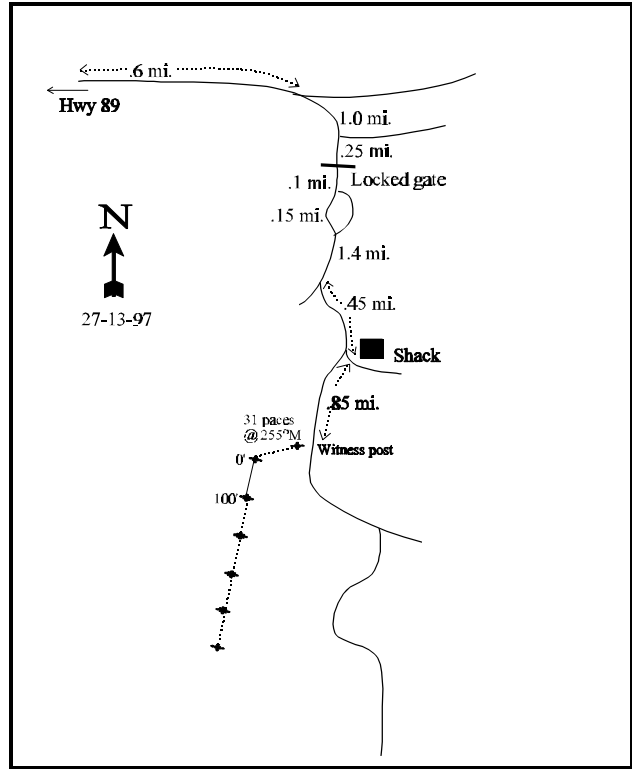 .6 mi.
Hwy 89
1.0 mi.
.25 mi.
.1 mi.
Locked gate
.15 mi.
N
1.4 mi.
27-13-97
.45 mi.
Shack
.85 mi.
31 paces
@ 255°M
Witness post
0'
100'